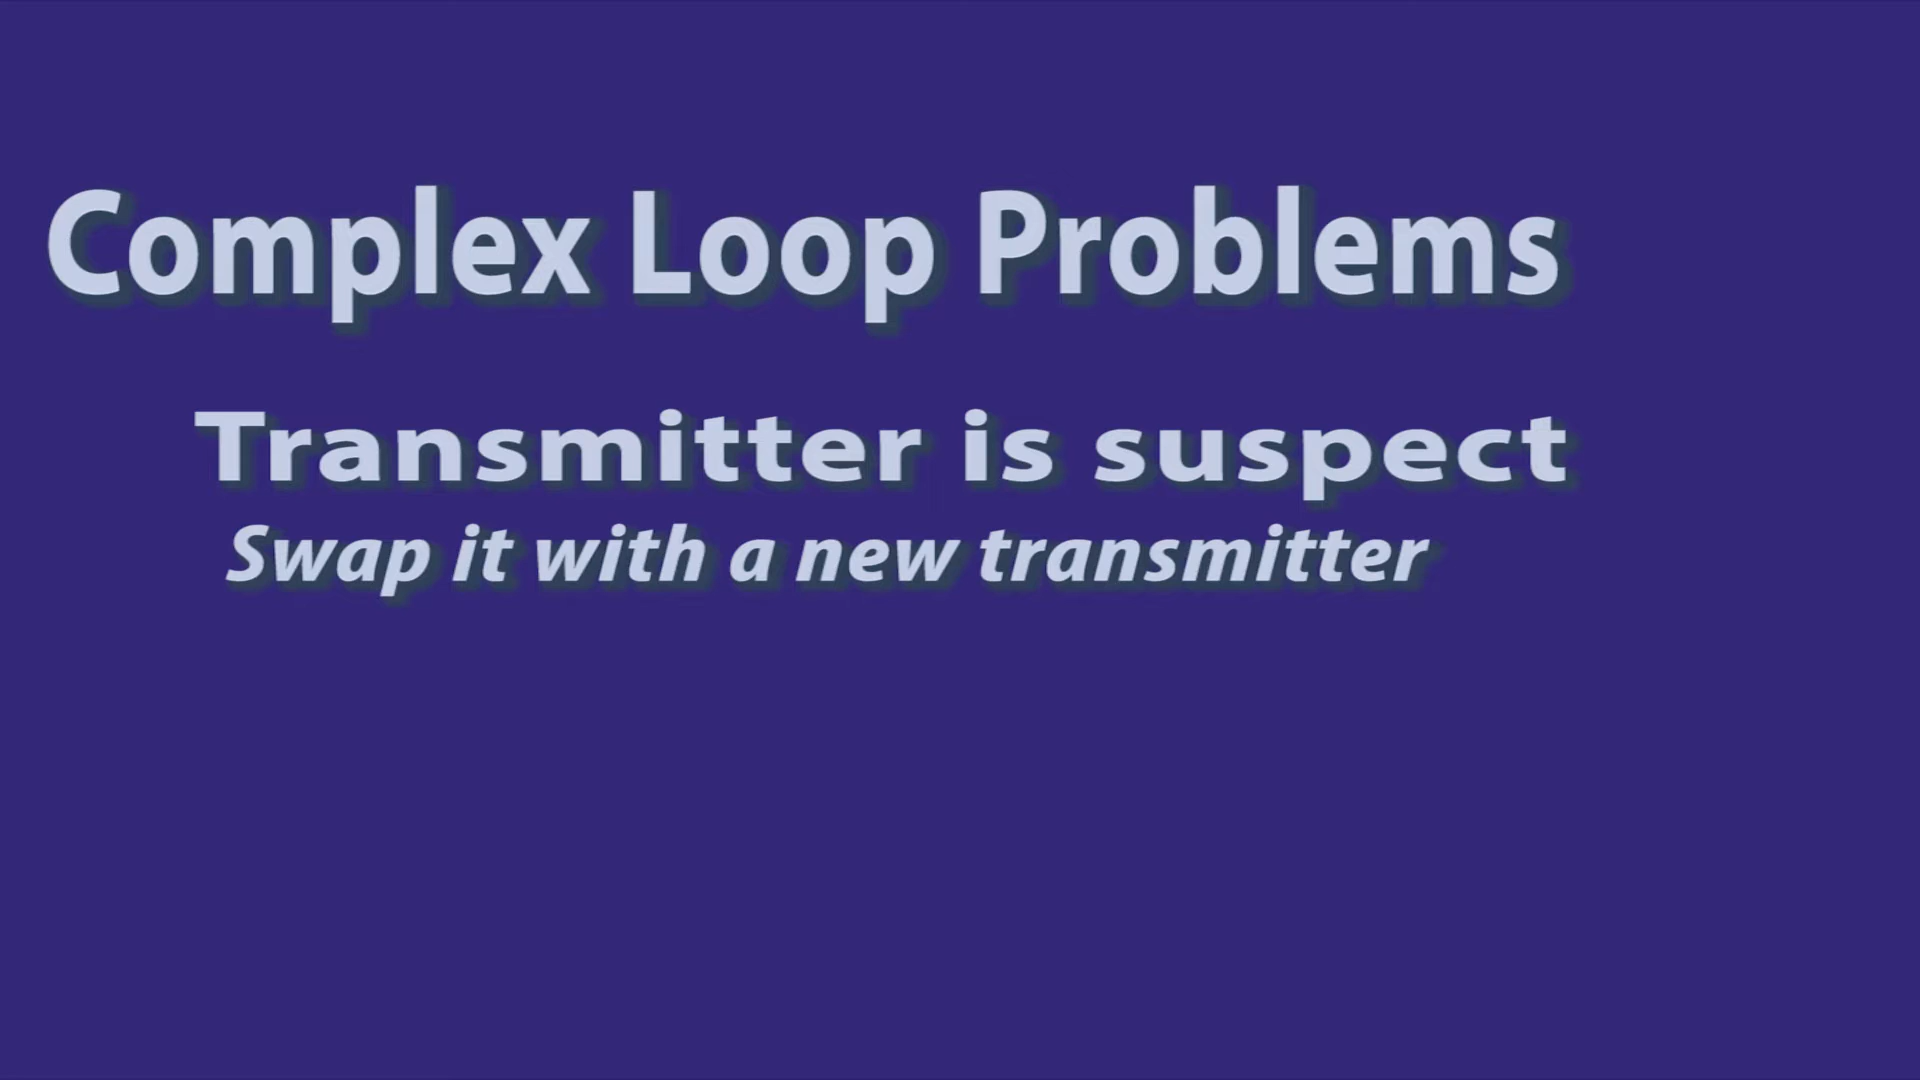 Complex Loop Problems
Transmitter is suspect
Swap it with a new transmitter